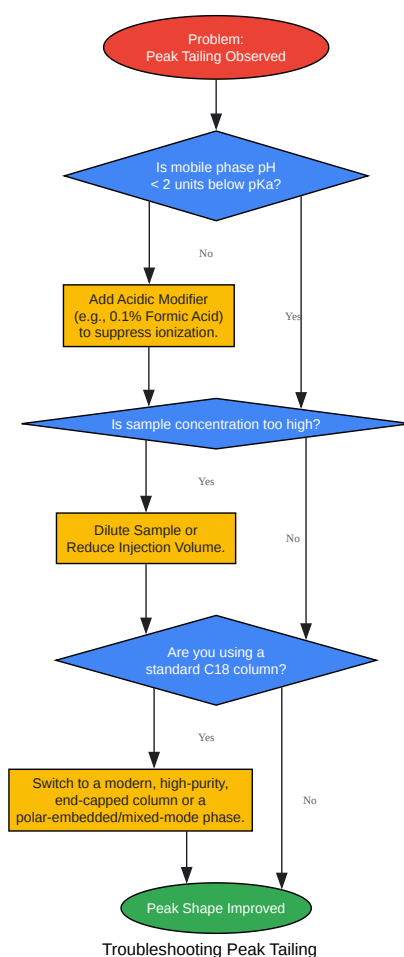 Problem:
Peak Tailing Observed
Is mobile phase pH
< 2 units below pKa?
No
Add Acidic Modifier
(e.g., 0.1% Formic Acid)
to suppress ionization.
Yes
Is sample concentration too high?
Yes
Dilute Sample or
Reduce Injection Volume.
No
Are you using a
standard C18 column?
Yes
Switch to a modern, high-purity,
end-capped column or a
polar-embedded/mixed-mode phase.
No
Peak Shape Improved
Troubleshooting Peak Tailing